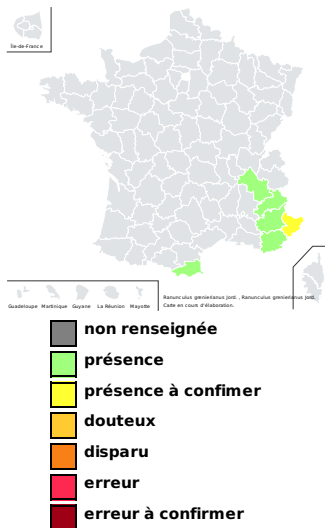 Île-de-France
Guadeloupe Martinique Guyane La Réunion Mayotte
Ranunculus grenierianus Jord. , Ranunculus grenierianus Jord.
Carte en cours d'élaboration.
non renseignée
présence
présence à confimer
douteux
disparu
erreur
erreur à confirmer